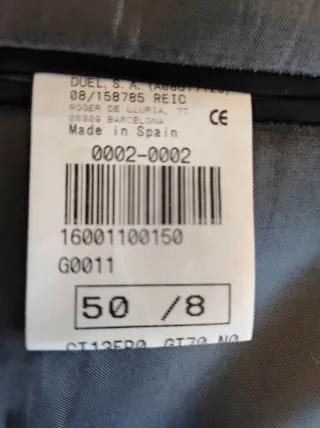 DUEL, S.A.
08/158785 REIC
ROGER DE LLURIA, 77
08009 BARCELONA
CE
Made in Spain
0002-0002
16001100150
G0011
50 /8